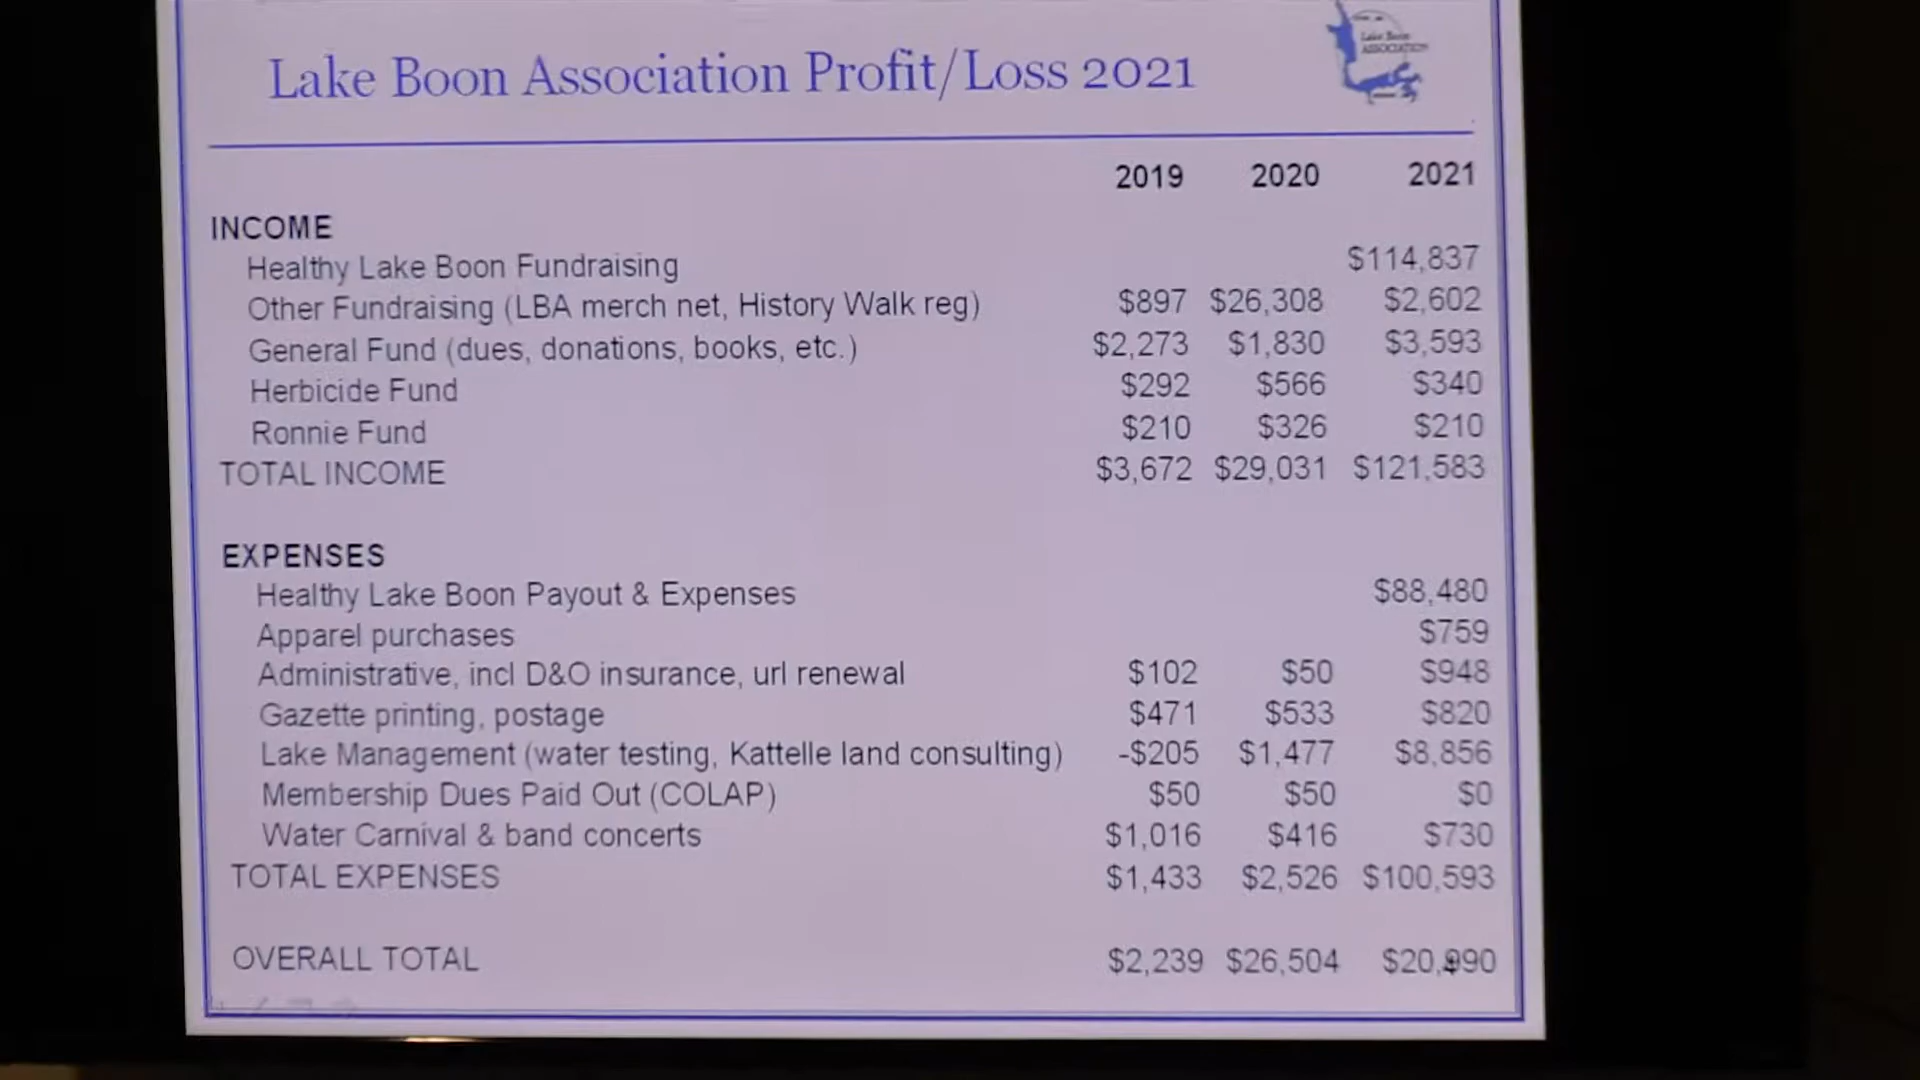 Lake Boon
ASSOCIATION
Lake Boon Association Profit/Loss 2021
2019 2020 2021
INCOME
Healthy Lake Boon Fundraising $114,837
Other Fundraising (LBA merch net, History Walk reg) $897 $26,308 $2,602
General Fund (dues, donations, books, etc.) $2,273 $1,830 $3,593
Herbicide Fund $292 $566 $340
Ronnie Fund $210 $326 $210
TOTAL INCOME $3,672 $29,031 $121,583
EXPENSES
Healthy Lake Boon Payout & Expenses $88,480
Apparel purchases $759
Administrative, incl D&O insurance, url renewal $102 $50 $948
Gazette printing, postage $471 $533 $820
Lake Management (water testing, Kattelle land consulting) -$205 $1,477 $8,856
Membership Dues Paid Out (COLAP) $50 $50 $0
Water Carnival & band concerts $1,016 $416 $730
TOTAL EXPENSES $1,433 $2,526 $100,593
OVERALL TOTAL $2,239 $26,504 $20,990